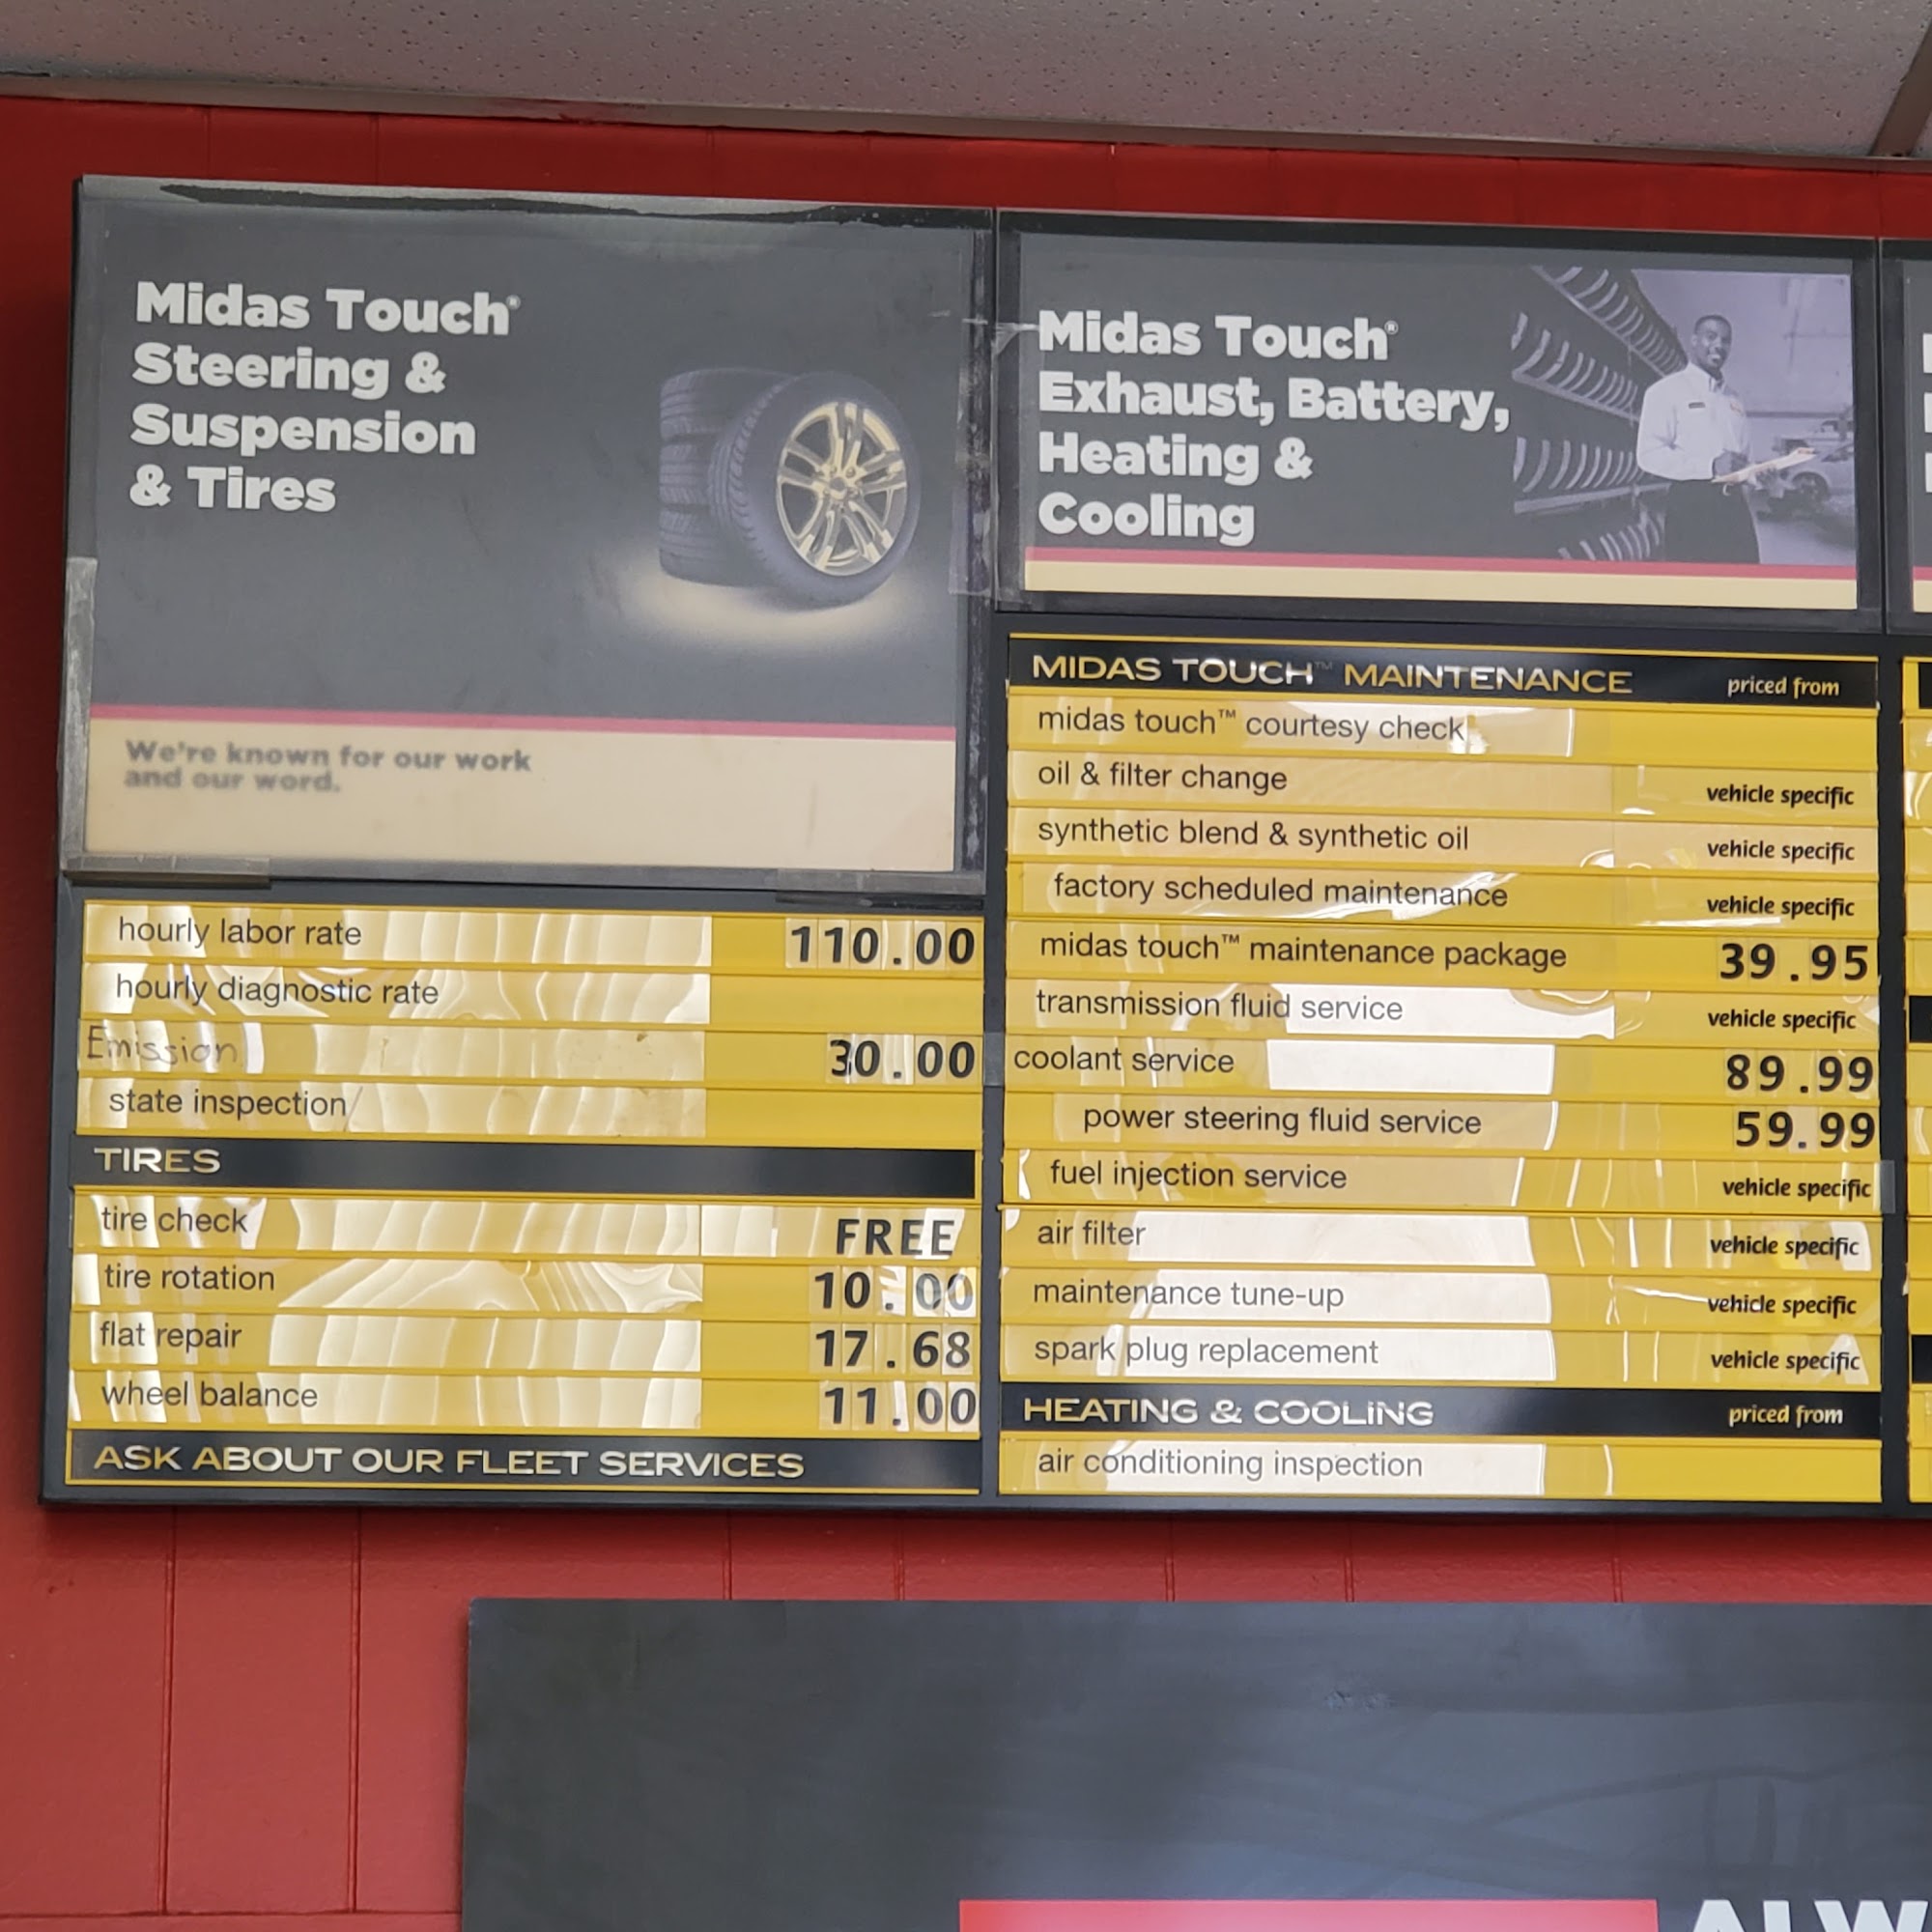 Midas Touch®
Steering &
Suspension
& Tires
We're known for our work
and our word.
hourly labor rate 110.00
hourly diagnostic rate
Emission 30.00
state inspection/
TIRES
tire check FREE
tire rotation 10.00
flat repair 17.68
wheel balance 11.00
ASK ABOUT OUR FLEET SERVICES
Midas Touch®
Exhaust, Battery,
Heating &
Cooling
MIDAS TOUCH™ MAINTENANCE priced from
midas touch™ courtesy check
oil & filter change vehicle specific
synthetic blend & synthetic oil vehicle specific
factory scheduled maintenance vehicle specific
midas touch™ maintenance package 39.95
transmission fluid service vehicle specific
coolant service 89.99
power steering fluid service 59.99
fuel injection service vehicle specific
air filter vehicle specific
maintenance tune-up vehicle specific
spark plug replacement vehicle specific
HEATING & COOLING priced from
air conditioning inspection